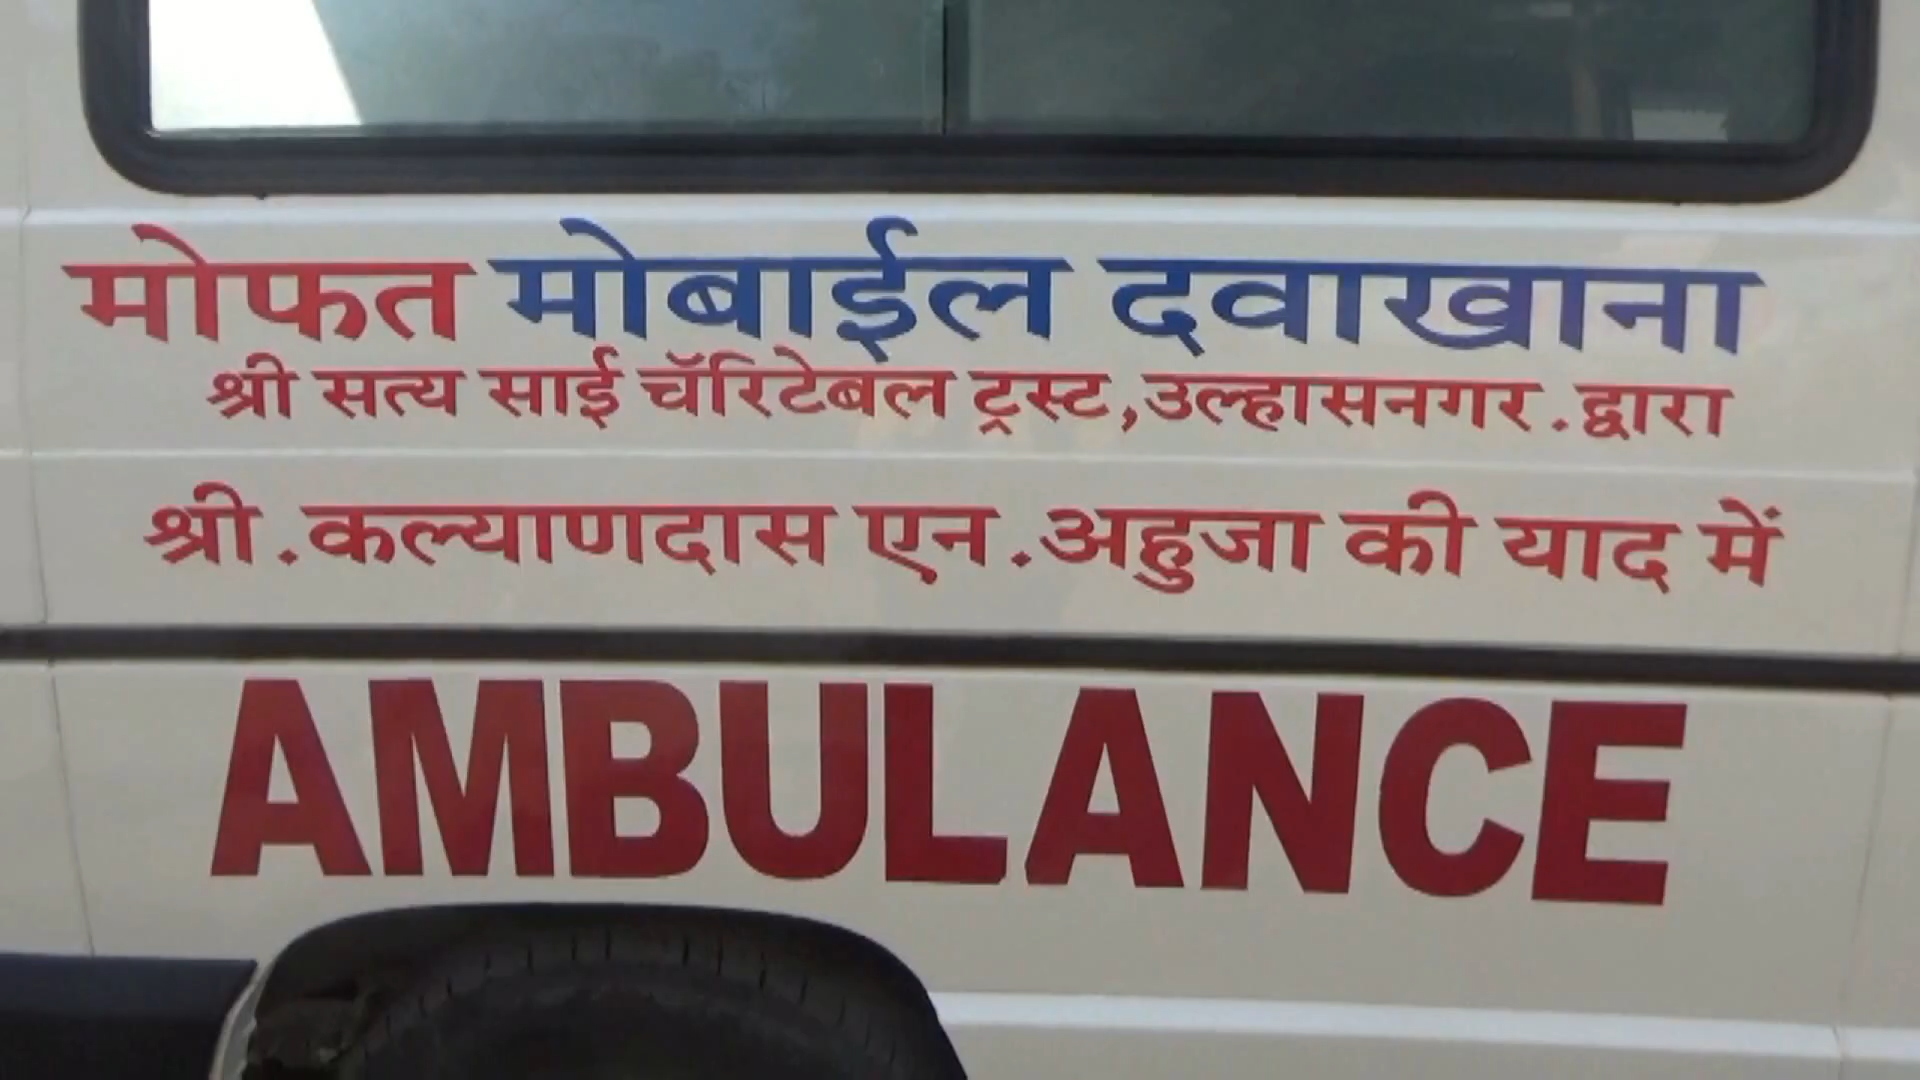 मोफत मोबाईल दवाखाना
श्री सत्य साई चॅरिटेबल ट्रस्ट,उल्हासनगर.द्वारा
श्री.कल्याणदास एन.अहुजा की याद में
AMBULANCE